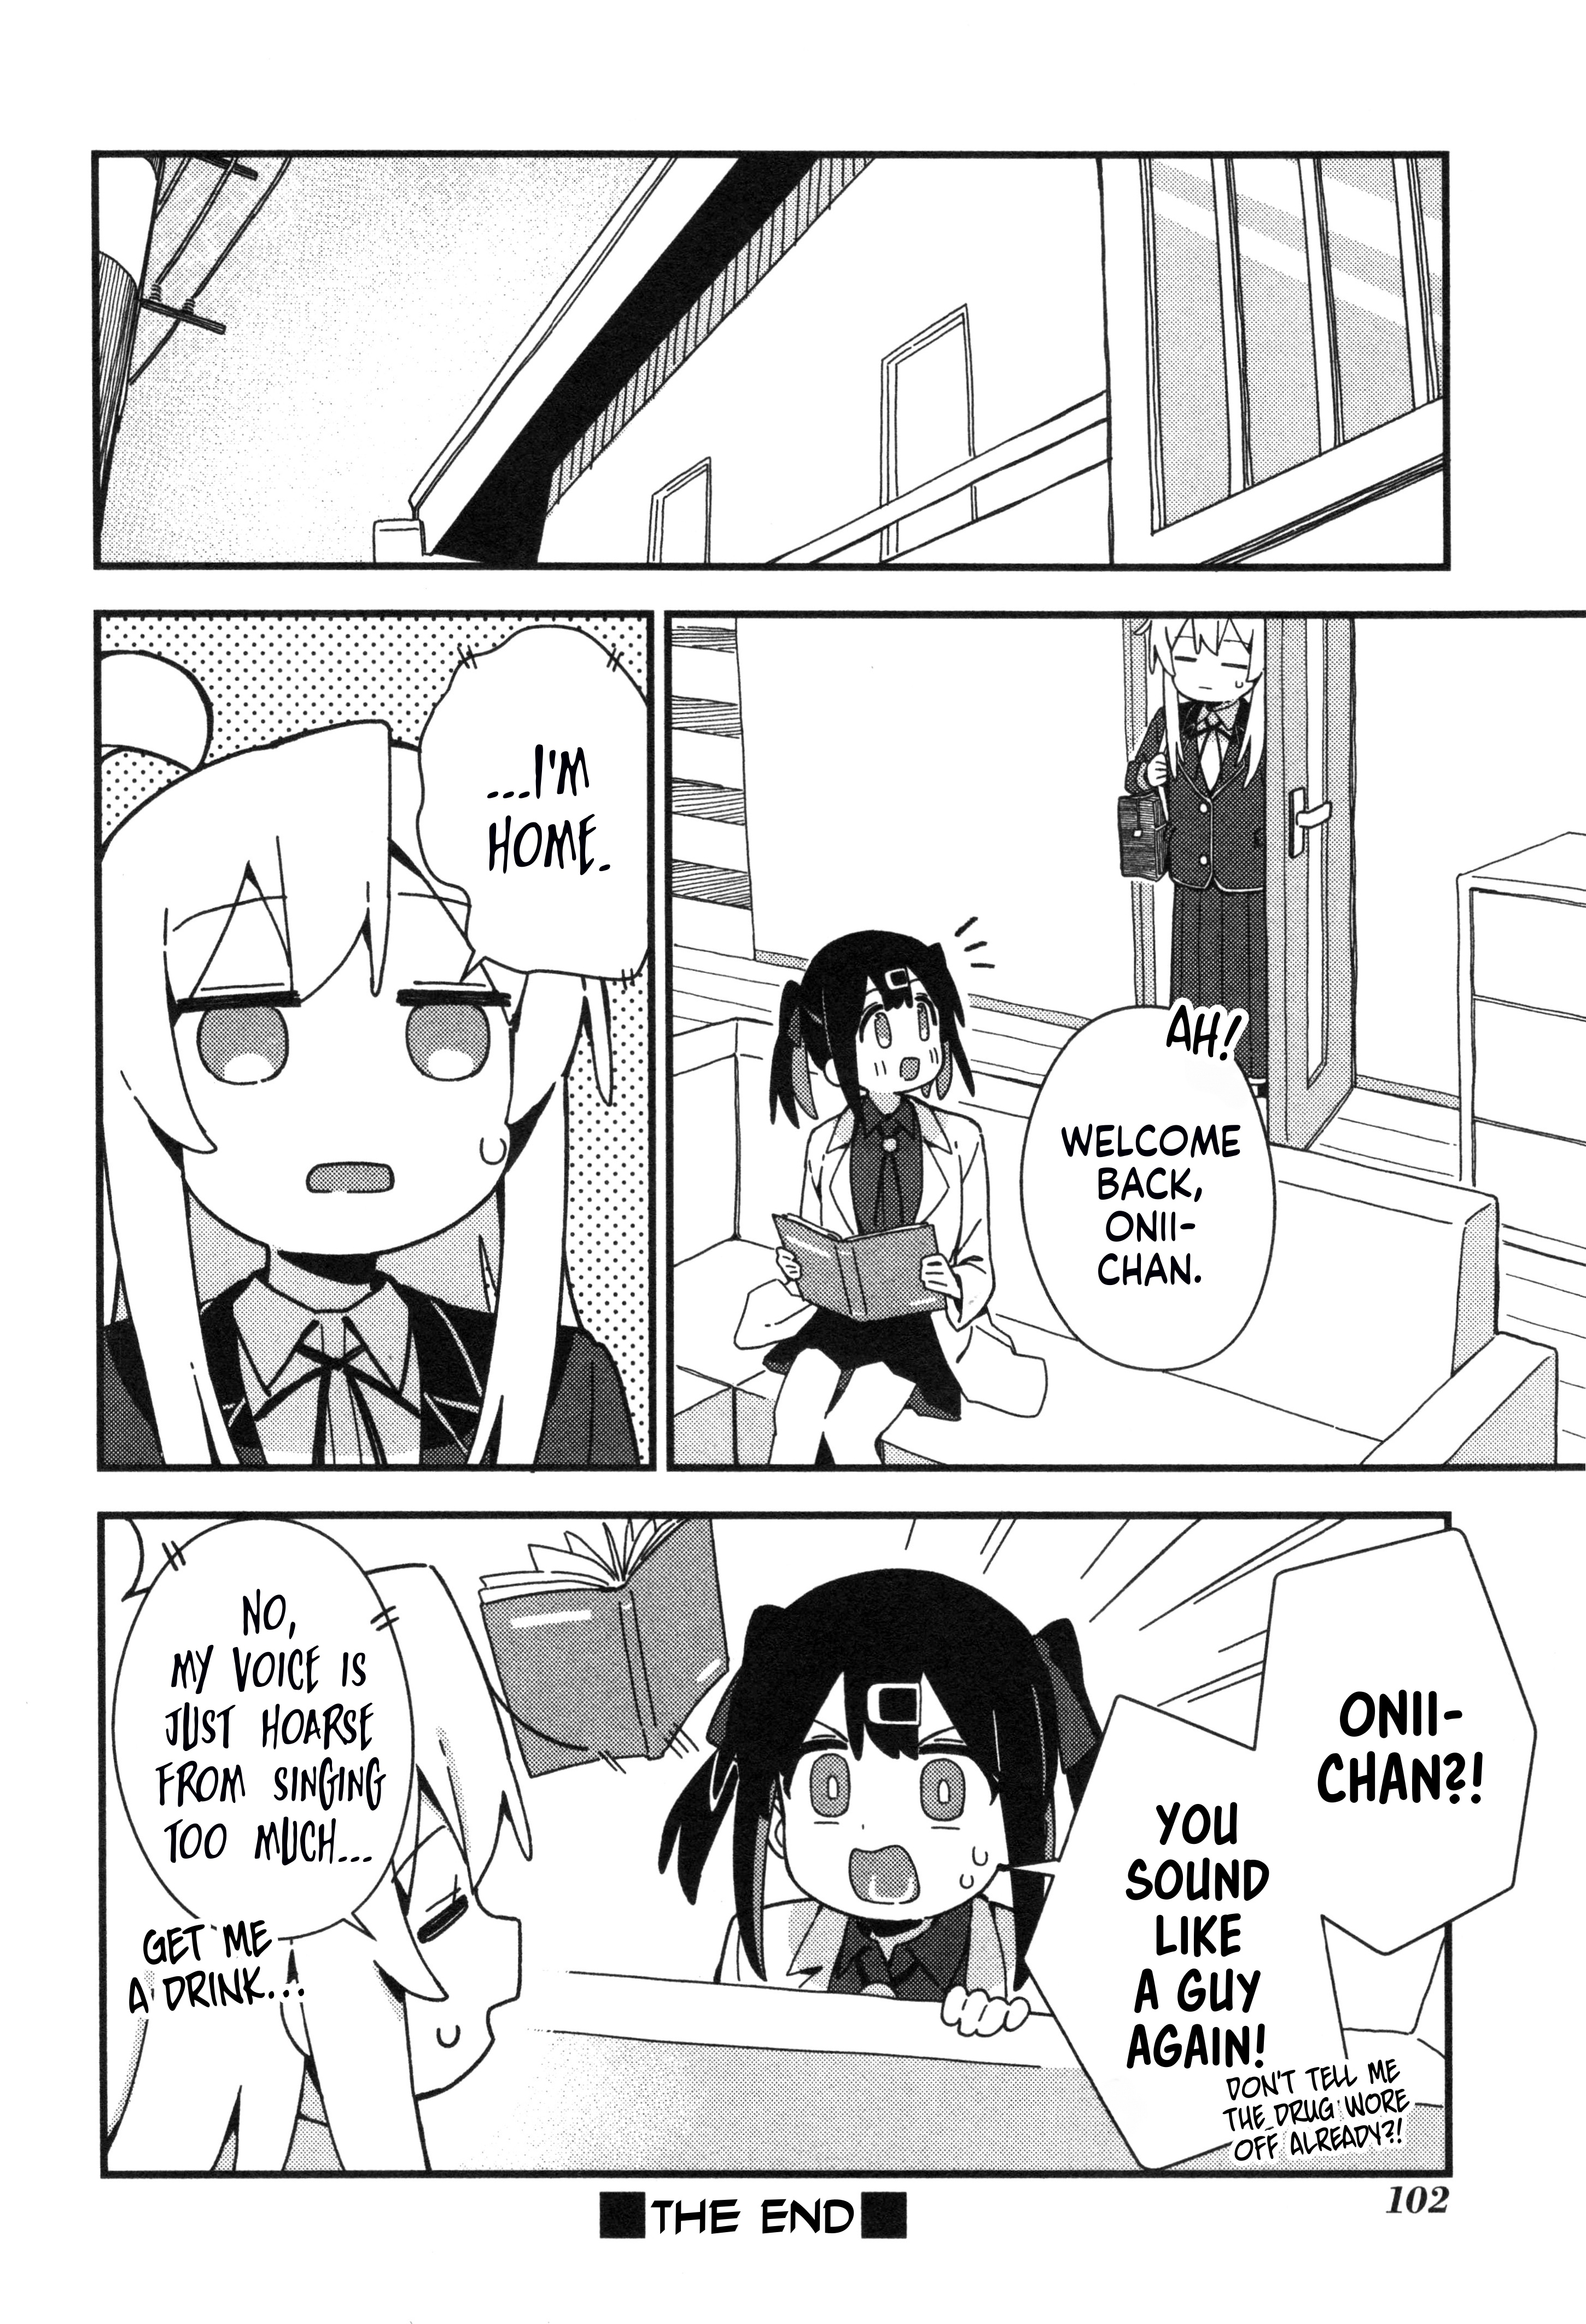 AH!
WELCOME
BACK,
ONII-
CHAN.
...I'M
HOME.
ONII-
CHAN?!
YOU
SOUND
LIKE
A GUY
AGAIN!
DON'T TELL ME
THE DRUG WORE
OFF ALREADY?!
NO,
MY VOICE IS
JUST HOARSE
FROM SINGING
TOO MUCH...
GET ME
A DRINK...
THE END
102